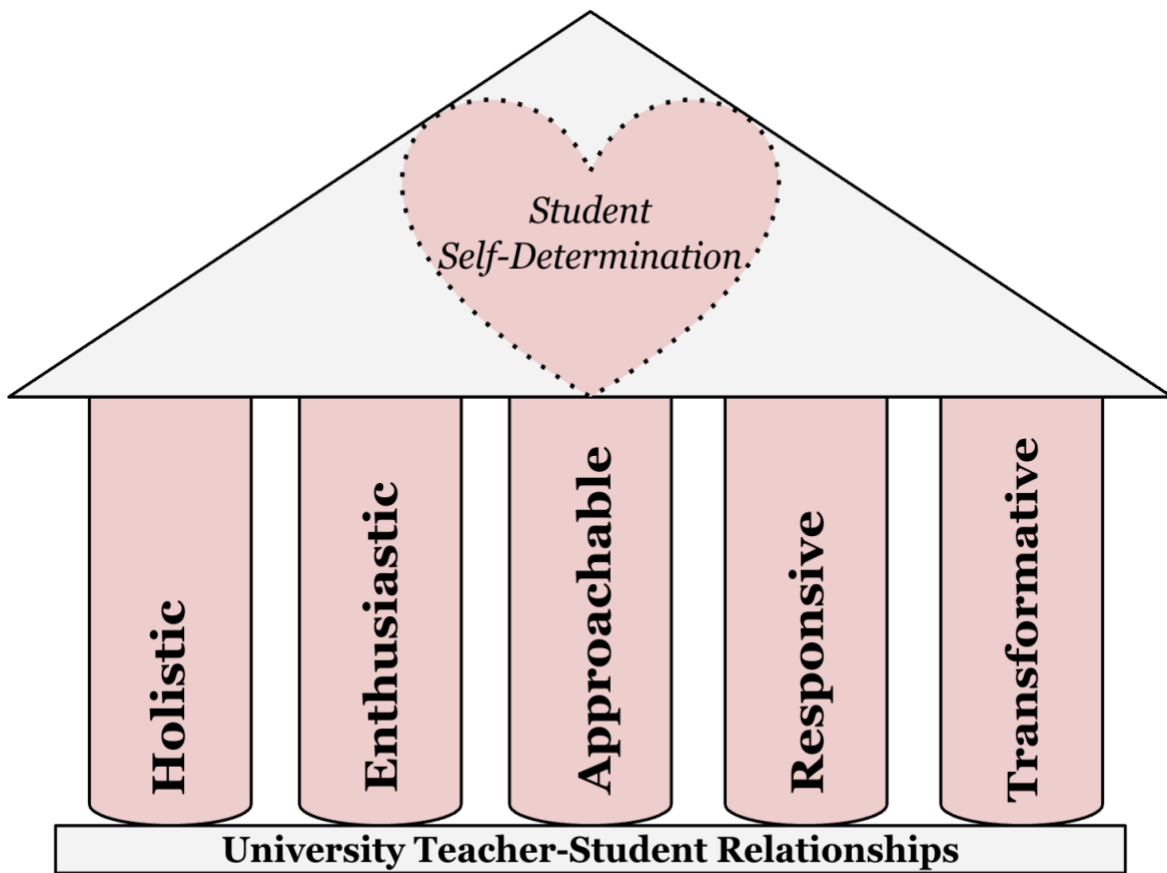 Student
Self-Determination
Holistic
Enthusiastic
Approachable
Responsive
Transformative
University Teacher-Student Relationships